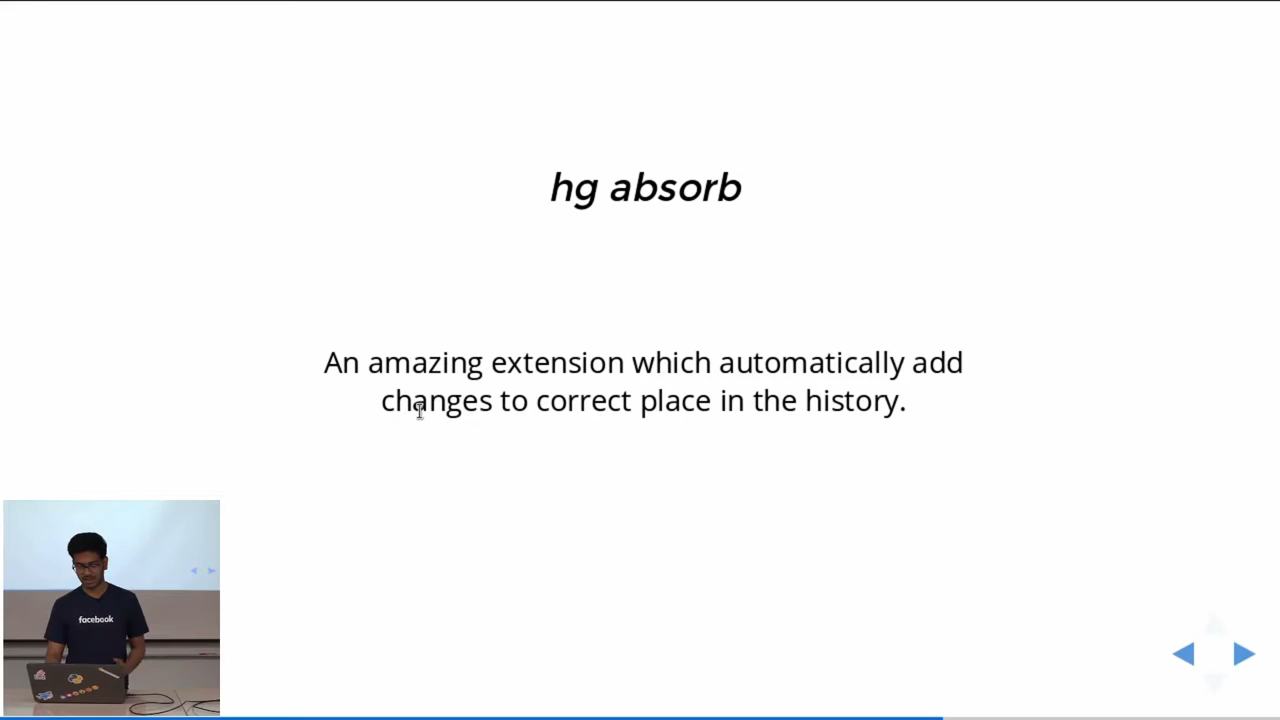 hg absorb
An amazing extension which automatically add
changes to correct place in the history.
facebook